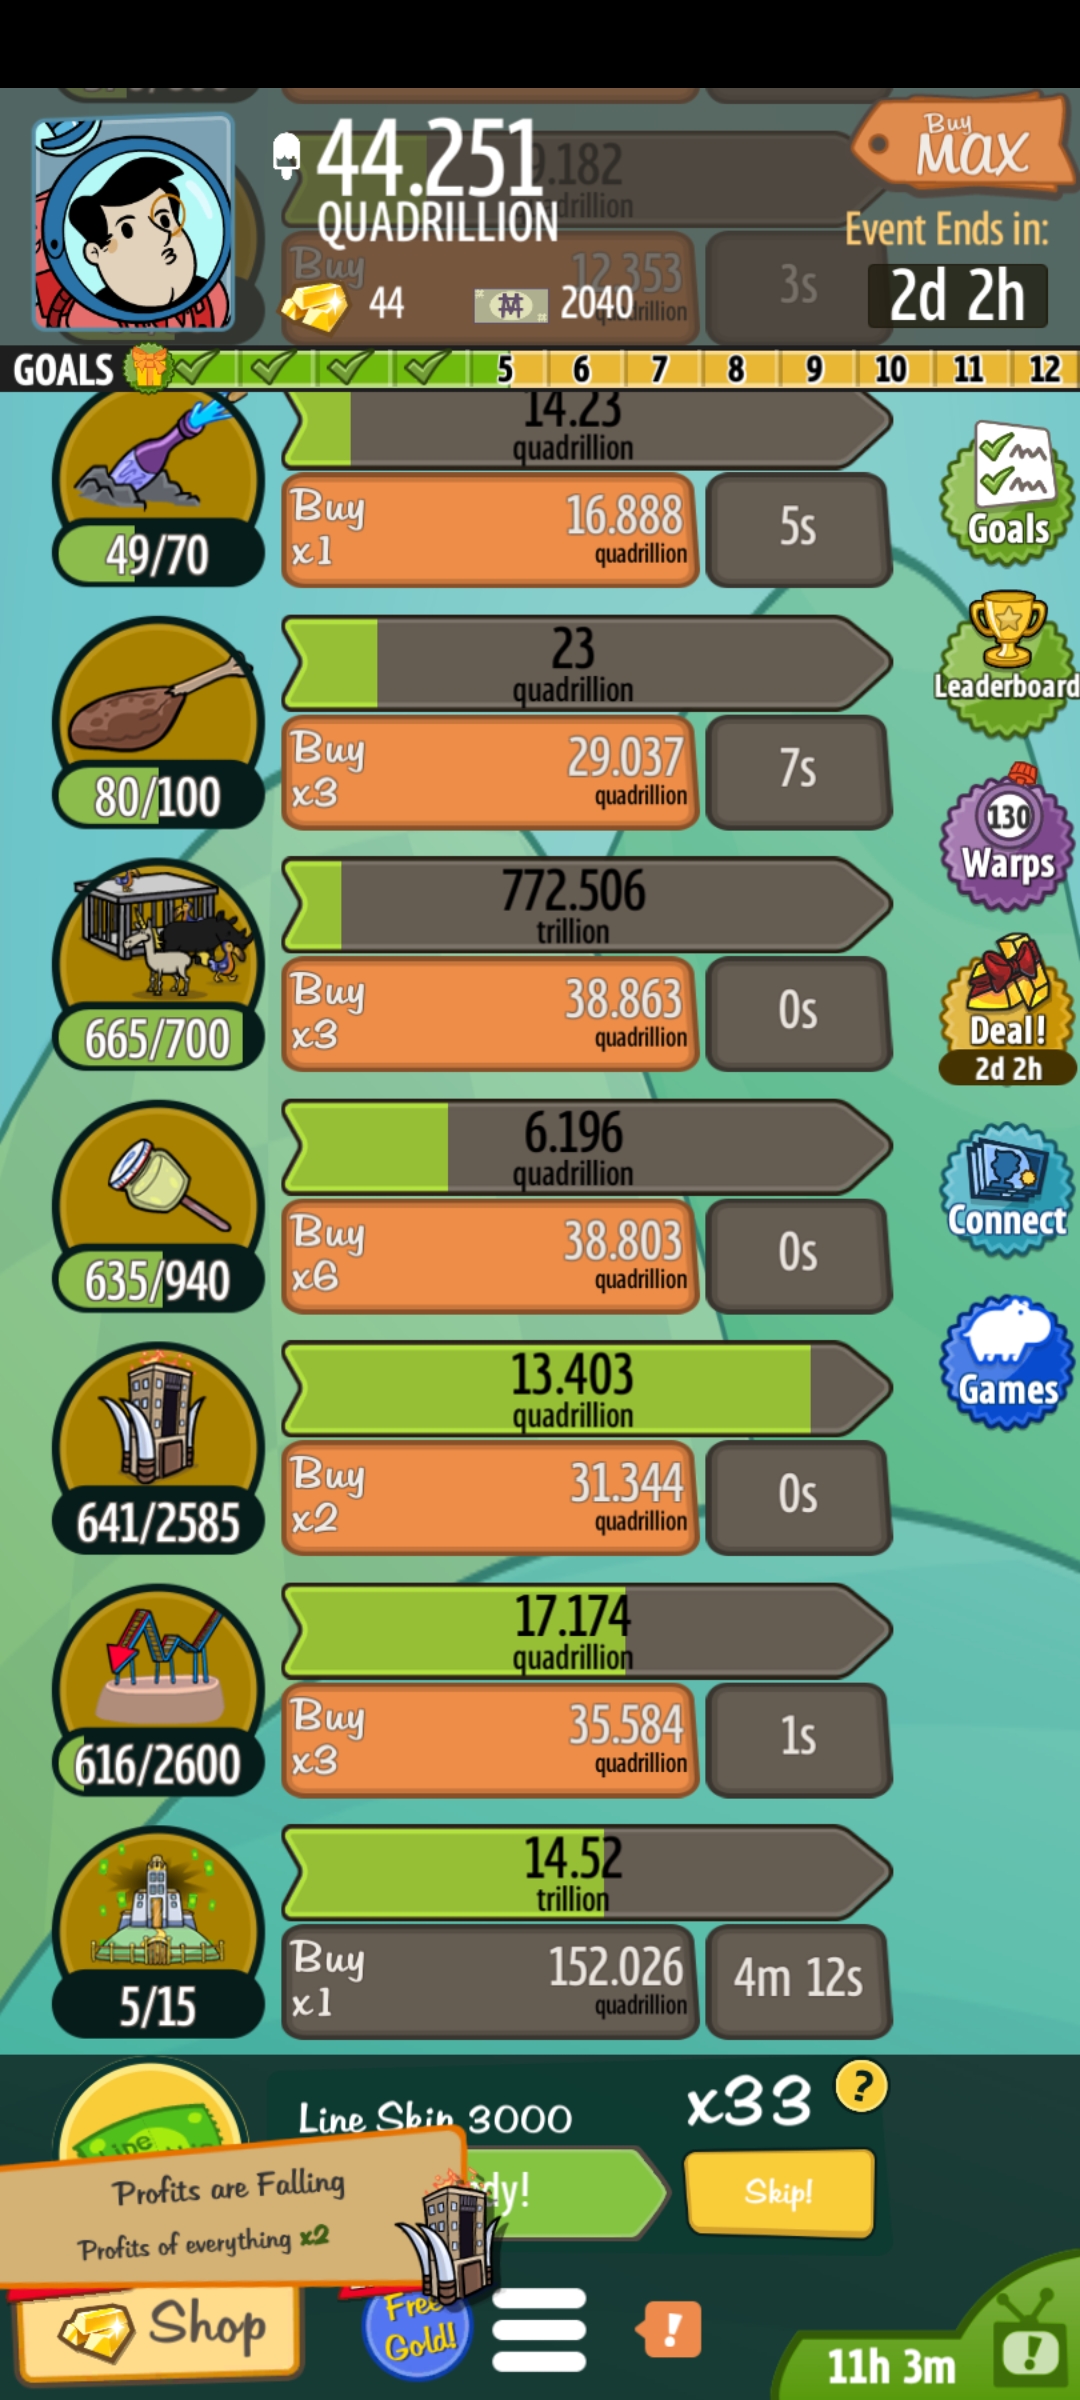 44.251
QUADRILLION
Buy
MAX
Event Ends in:
2d 2h
44
2040
9.182
Buy
12.353
3s
GOALS
5
6
7
8
9
10
11
12
14.23
quadrillion
Buy
x1
16.888
quadrillion
5s
49/70
Goals
23
quadrillion
Buy
x3
29.037
quadrillion
7s
80/100
Leaderboard
130
Warps
772.506
trillion
Buy
x3
38.863
quadrillion
0s
665/700
Deal!
2d 2h
6.196
quadrillion
Buy
x6
38.803
quadrillion
0s
635/940
Connect
13.403
quadrillion
Buy
x2
31.344
quadrillion
0s
641/2585
Games
17.174
quadrillion
Buy
x3
35.584
quadrillion
1s
616/2600
14.52
trillion
Buy
x1
152.026
quadrillion
4m 12s
5/15
Line Skip 3000
x33
?
Skip!
Profits are Falling
Profits of everything x2
Shop
Free
Gold!
!
11h 3m
!